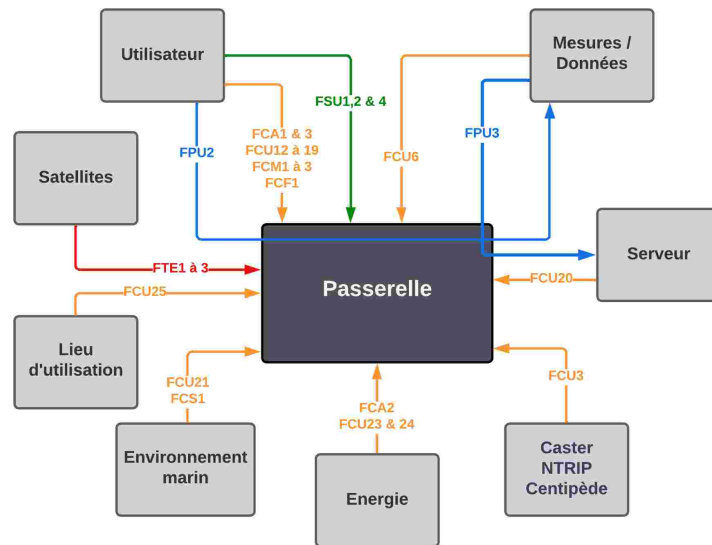 Utilisateur
Mesures /
Données
FSU1,2 & 4
FCA1 & 3
FCU12 à 19
FCM1 à 3
FCF1
FPU2
FCU6
FPU3
Satellites
Serveur
Passerelle
FTE1 à 3
FCU20
FCU25
Lieu
d'utilisation
FCU21
FCS1
FCA2
FCU23 & 24
FCU3
Environnement
marin
Energie
Caster
NTRIP
Centipède